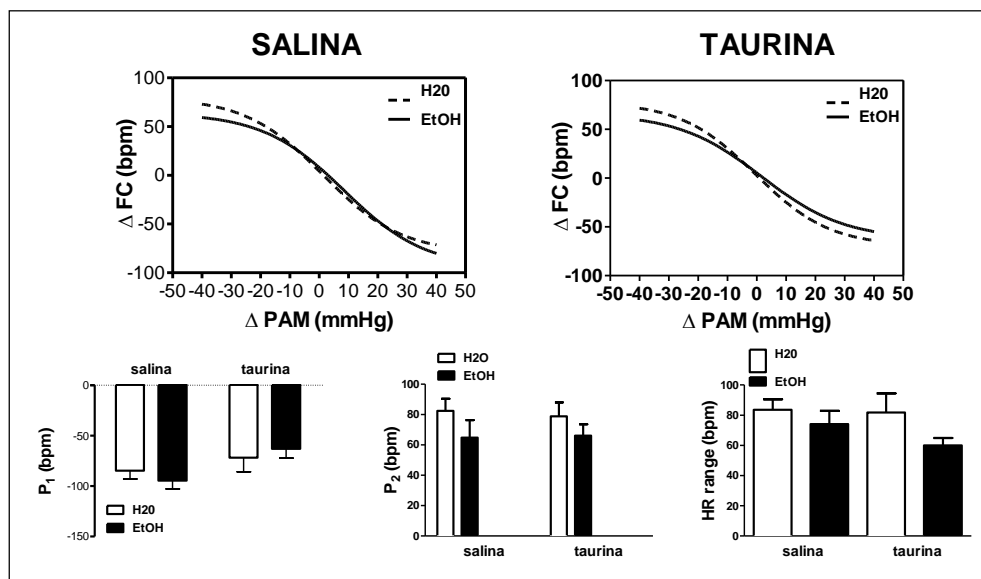 SALINA
100
50
0
-50
-100
Δ FC (bpm)
H20
EtOH
-50 -40 -30 -20 -10 0 10 20 30 40 50
Δ PAM (mmHg)
TAURINA
100
50
0
-50
-100
Δ FC (bpm)
H20
EtOH
-50 -40 -30 -20 -10 0 10 20 30 40 50
Δ PAM (mmHg)
salina taurina
0
-50
-100
-150
P1 (bpm)
H20
EtOH
H2O
EtOH
100
80
60
40
20
0
P2 (bpm)
salina taurina
H20
EtOH
100
80
60
40
20
0
HR range (bpm)
salina taurina